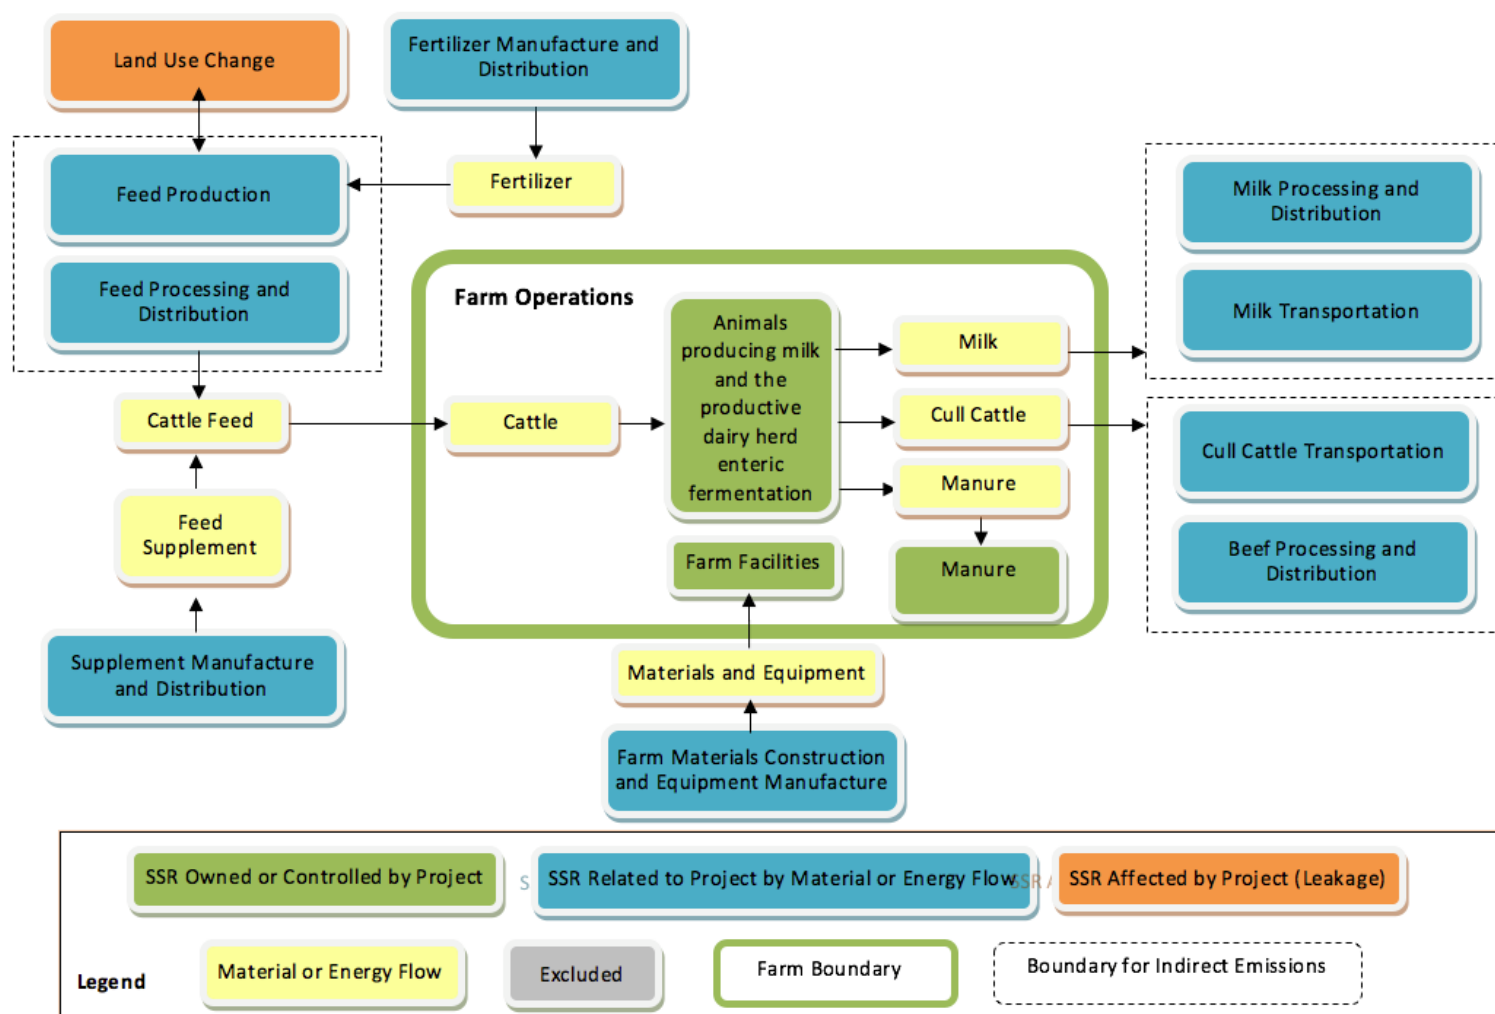 Land Use Change
Fertilizer Manufacture and
Distribution
Feed Production
Fertilizer
Milk Processing and
Distribution
Feed Processing and
Distribution
Farm Operations
Milk Transportation
Animals
producing milk
and the
productive
dairy herd
enteric
fermentation
Milk
Cattle Feed
Cattle
Cull Cattle
Cull Cattle Transportation
Manure
Feed
Supplement
Farm Facilities
Manure
Beef Processing and
Distribution
Supplement Manufacture
and Distribution
Materials and Equipment
Farm Materials Construction
and Equipment Manufacture
SSR Owned or Controlled by Project
S
SSR Related to Project by Material or Energy Flow
SSR A
SSR Affected by Project (Leakage)
Legend
Material or Energy Flow
Excluded
Farm Boundary
Boundary for Indirect Emissions